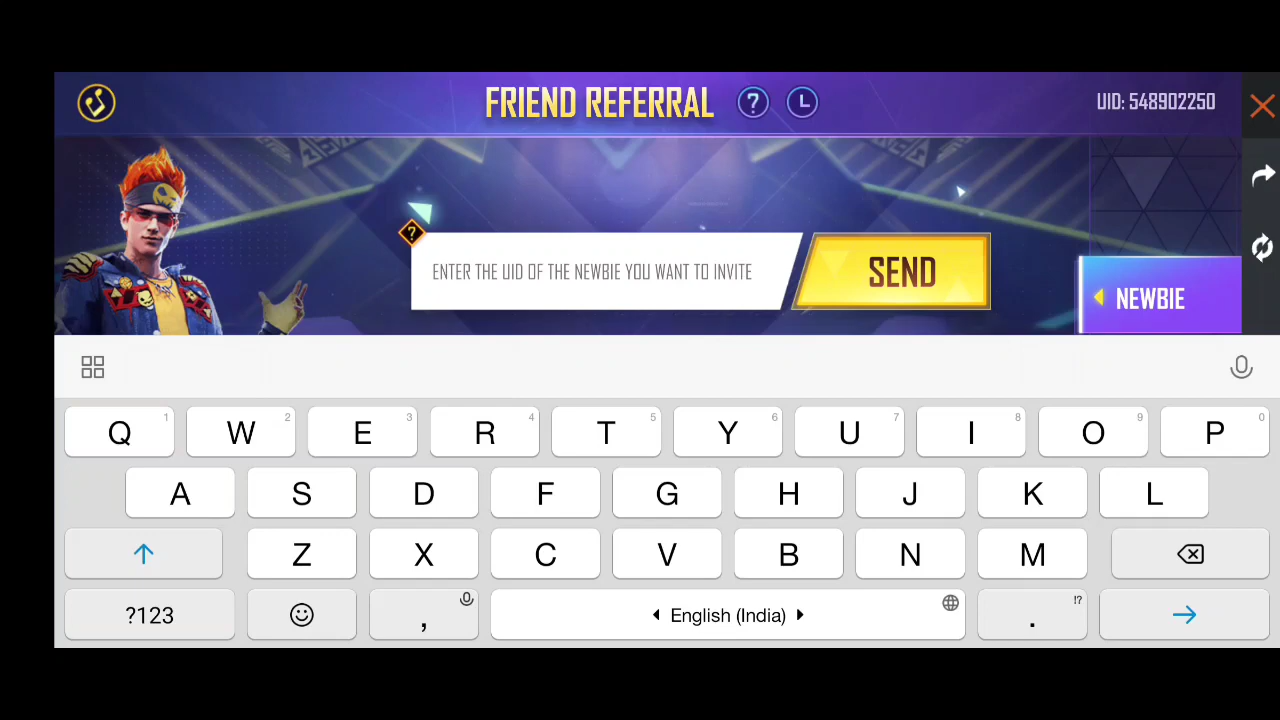 FRIEND REFERRAL ?
UID: 548902250
?
ENTER THE UID OF THE NEWBIE YOU WANT TO INVITE
SEND
NEWBIE
Q 1 W 2 E 3 R 4 T 5 Y 6 U 7 I 8 O 9 P 0
A S D F G H J K L
Z X C V B N M
?123 , English (India) . !?